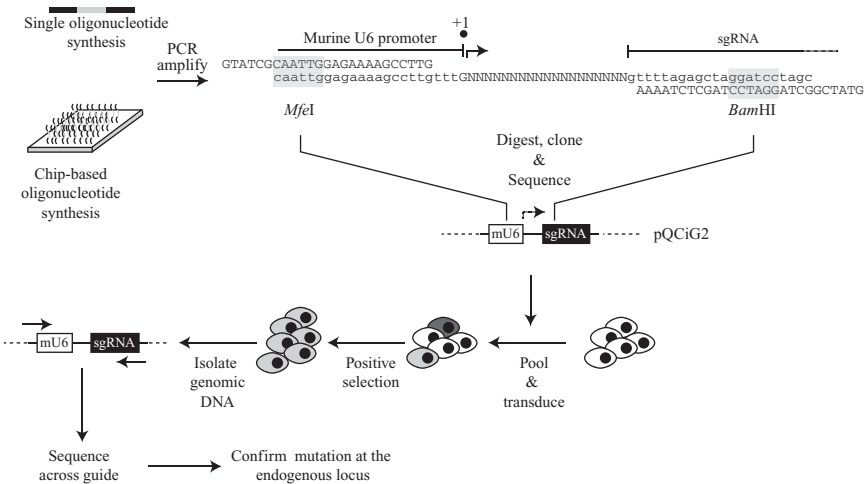 Single oligonucleotide
synthesis
Chip-based
oligonucleotide
synthesis
PCR
amplify
Murine U6 promoter
+1
sgRNA
GTATCGCAATTGGAGAAAAGCCTTG
caattggagaaaagccttgtttGNNNNNNNNNNNNNNNNNNNgttttagagctaggatcctagc
AAAATCTCGATCCTAGGATCGGCTATG
MfeI
BamHI
Digest, clone
&
Sequence
mU6
sgRNA
pQCiG2
Pool
&
transduce
Positive
selection
Isolate
genomic
DNA
mU6
sgRNA
Sequence
across guide
Confirm mutation at the
endogenous locus